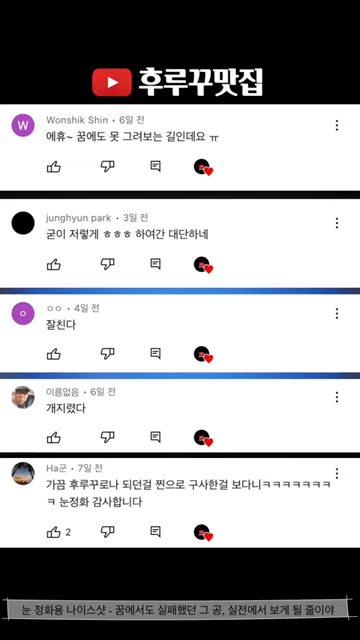 후루꾸맛집
W
Wonshik Shin • 6일 전
에휴~ 꿈에도 못 그려보는 길인데요 ㅠ
junghyun park • 3일 전
굳이 저렇게 ㅎㅎㅎ 하여간 대단하네
ㅇ
ㅇㅇ • 4일 전
잘친다
이름없음 • 6일 전
개지렸다
Ha군 • 7일 전
가끔 후루꾸로나 되던걸 찐으로 구사한걸 보다니ㅋㅋㅋㅋㅋㅋㅋ
ㅋ 눈정화 감사합니다
2
눈 정화용 나이스샷 - 꿈에서도 실패했던 그 공, 실전에서 보게 될 줄이야